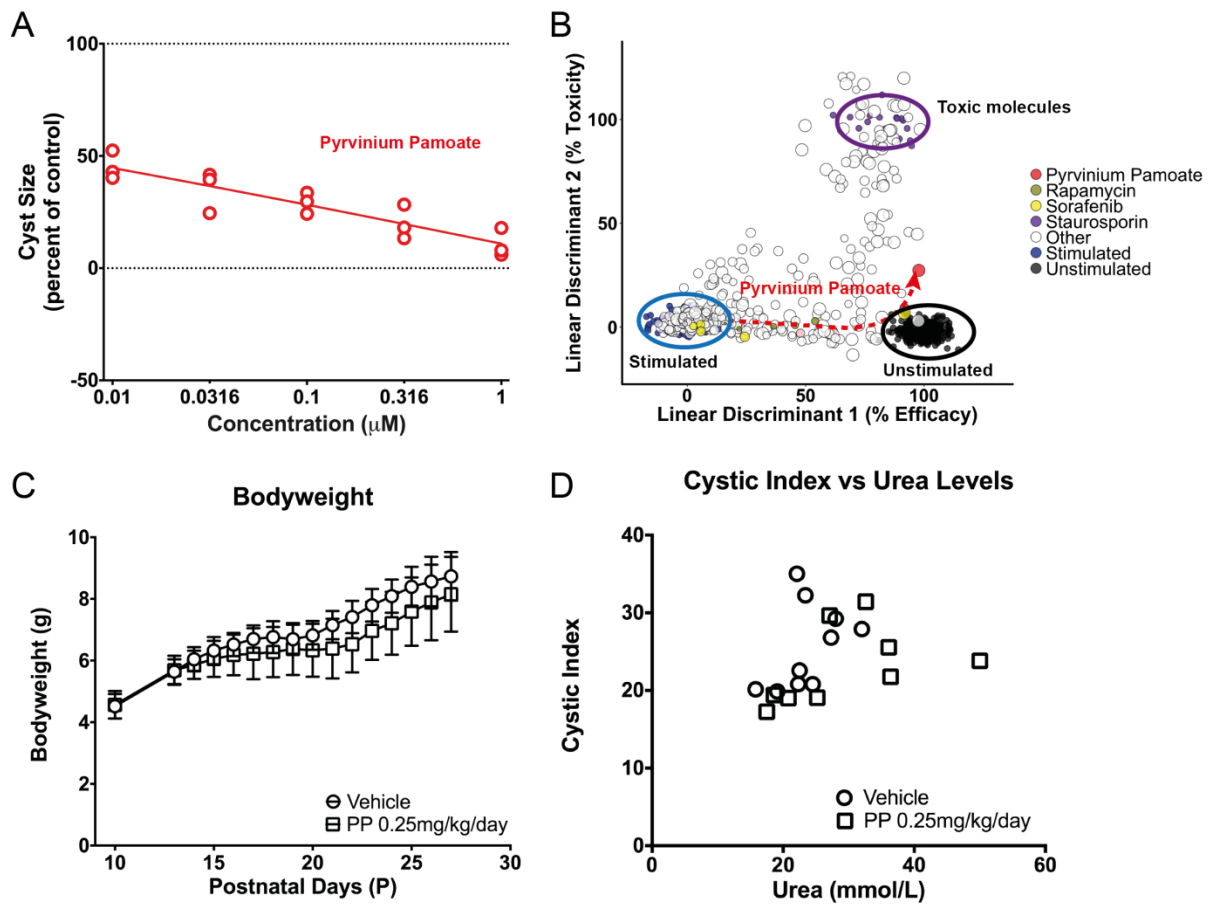 A
100
50
0
-50
Cyst Size
(percent of control)
Pyrvinium Pamoate
0.01
0.0316
0.1
0.316
1
Concentration (μM)
B
100
50
0
Linear Discriminant 2 (% Toxicity)
Toxic molecules
Pyrvinium Pamoate
Stimulated
Unstimulated
0
50
100
Linear Discriminant 1 (% Efficacy)
Pyrvinium Pamoate
Rapamycin
Sorafenib
Staurosporin
Other
Stimulated
Unstimulated
C
Bodyweight
10
8
6
4
2
0
Bodyweight (g)
Vehicle
PP 0.25mg/kg/day
10
15
20
25
30
Postnatal Days (P)
D
Cystic Index vs Urea Levels
40
30
20
10
0
Cystic Index
Vehicle
PP 0.25mg/kg/day
0
20
40
60
Urea (mmol/L)